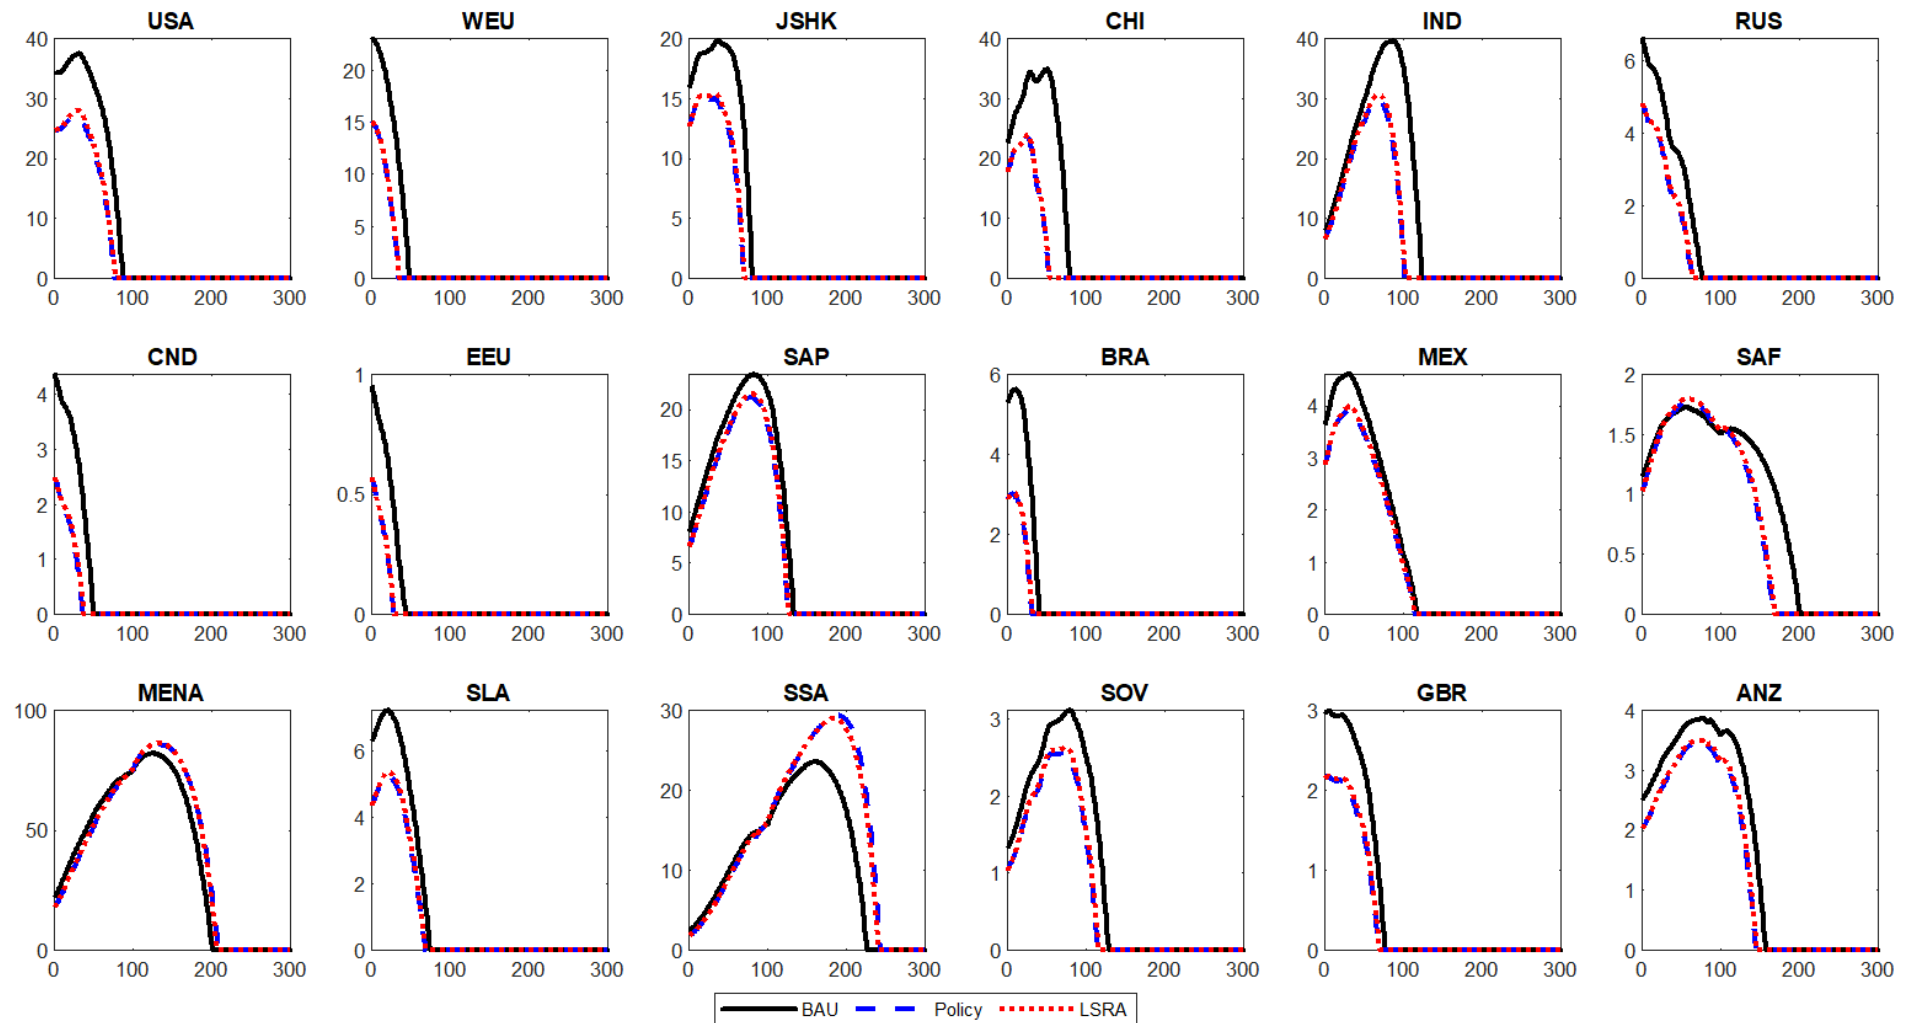 USA WEU JSHK CHI IND RUS
40 20 40 40 6
30 20 15 30 30 4
20 15 10 20 20 2
10 10 5 10 10
5
0 0 0 0 0 0
0 100 200 300 0 100 200 300 0 100 200 300 0 100 200 300 0 100 200 300 0 100 200 300
CND EEU SAP BRA MEX SAF
4 1 20 6 4 2
3 15 4 3 1.5
2 0.5 10 2 1
1 5 2 1 0.5
0 0 0 0 0 0
0 100 200 300 0 100 200 300 0 100 200 300 0 100 200 300 0 100 200 300 0 100 200 300
MENA SLA SSA SOV GBR ANZ
100 6 30 3 3 4
50 4 20 2 2 3
2 10 1 1 2
1
0 0 0 0 0 0
0 100 200 300 0 100 200 300 0 100 200 300 0 100 200 300 0 100 200 300 0 100 200 300
BAU Policy LSRA